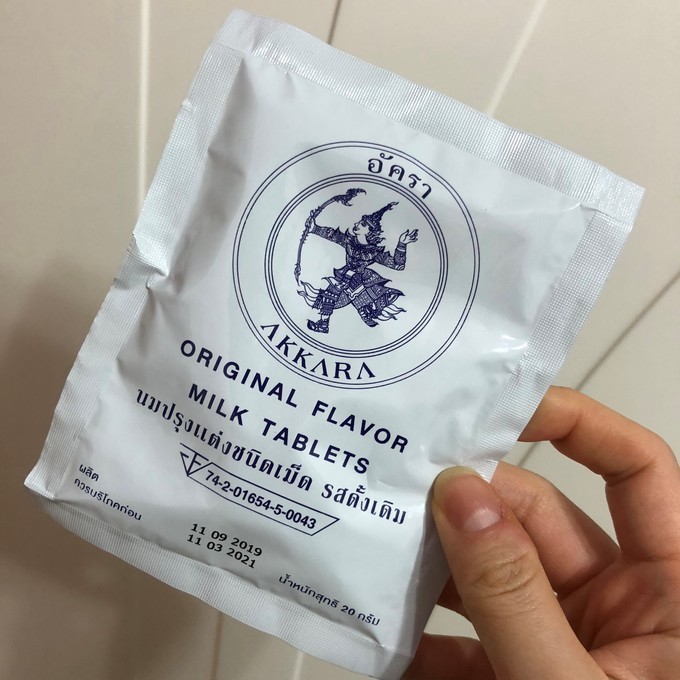 อัครา
AKKARA
ORIGINAL FLAVOR
MILK TABLETS
นมปรุงแต่งชนิดเม็ด รสดั้งเดิม
74-2-01654-5-0043
ผลิต 11 09 2019
ควรบริโภคก่อน 11 03 2021
น้ำหนักสุทธิ 20 กรัม